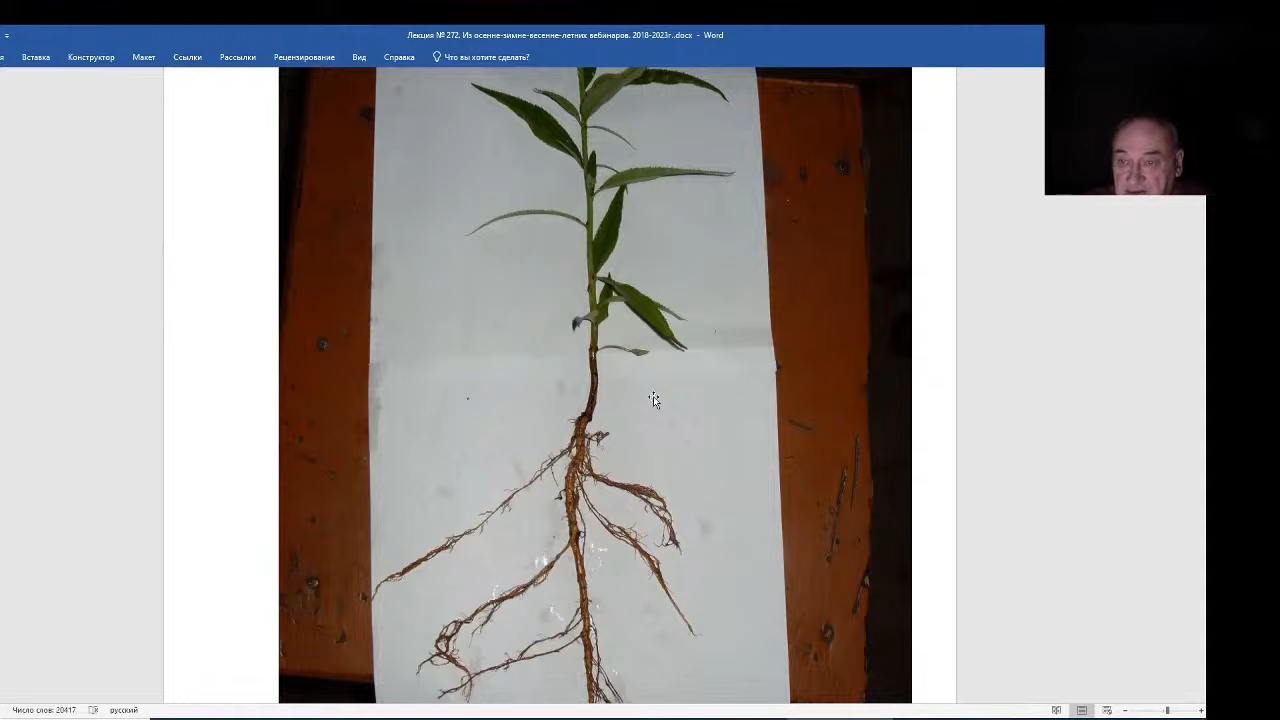 Лекция № 272. Из осенне-зимне-весенне-летних вебинаров. 2018-2023г..docx - Word
Вставка Конструктор Макет Ссылки Рассылки Рецензирование Вид Справка Что вы хотите сделать?
Число слов: 20417 русский